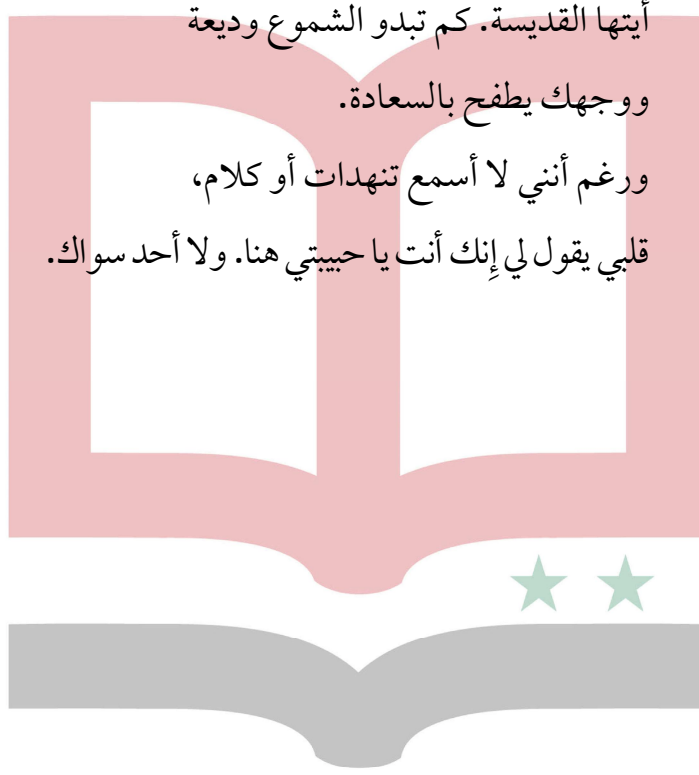 أيتها القديسة. كم تبدو الشموع وديعة
ووجهك يطفح بالسعادة.
ورغم أنني لا أسمع تنهدات أو كلام،
قلبي يقول لي إِنك أنت يا حبيبتي هنا. ولا أحد سواك.